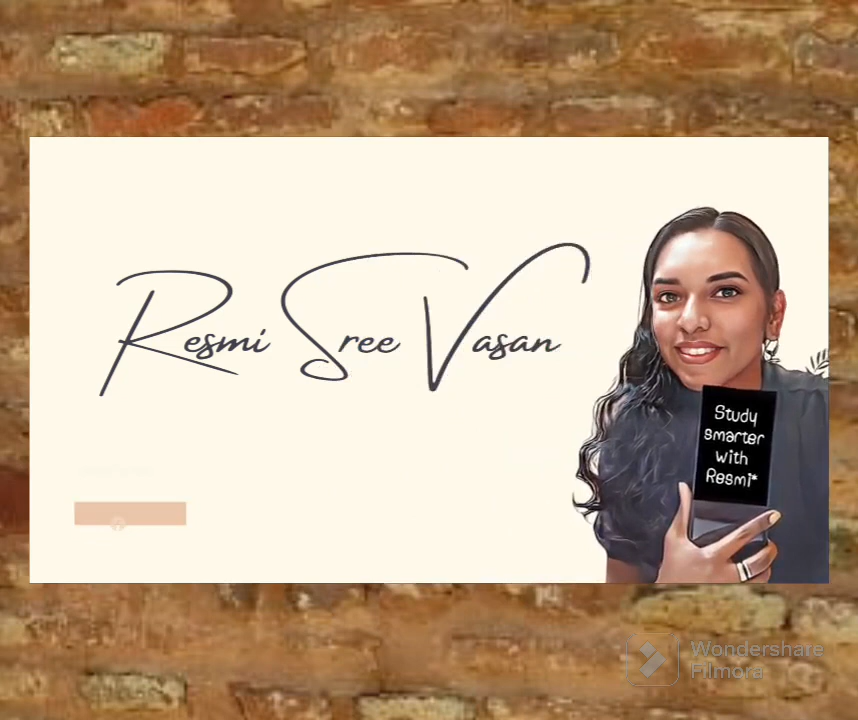 Resmi Sree Vasan
Study
smarter
with
Resmi*
Wondershare
Filmora